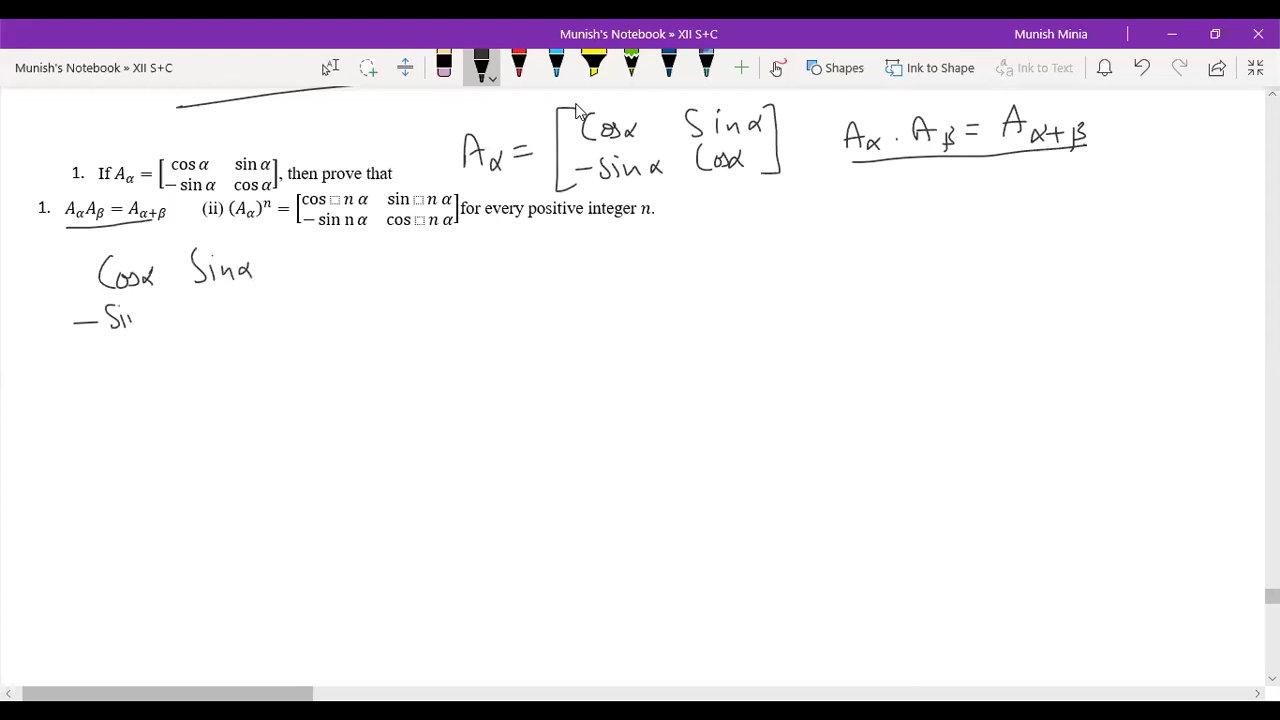 Munish's Notebook » XII S+C
Munish Minia
Munish's Notebook » XII S+C
Shapes
Ink to Shape
Ink to Text
Aα = [Cosα Sinα
-Sinα Cosα]
Aα . Aβ = Aα+β
1. If Aα = [cos α sin α
− sin α cos α], then prove that
1. AαAβ = Aα+β (ii) (Aα)ⁿ = [cos □ n α sin □ n α
− sin n α cos □ n α] for every positive integer n.
Cosα Sinα
— Sin